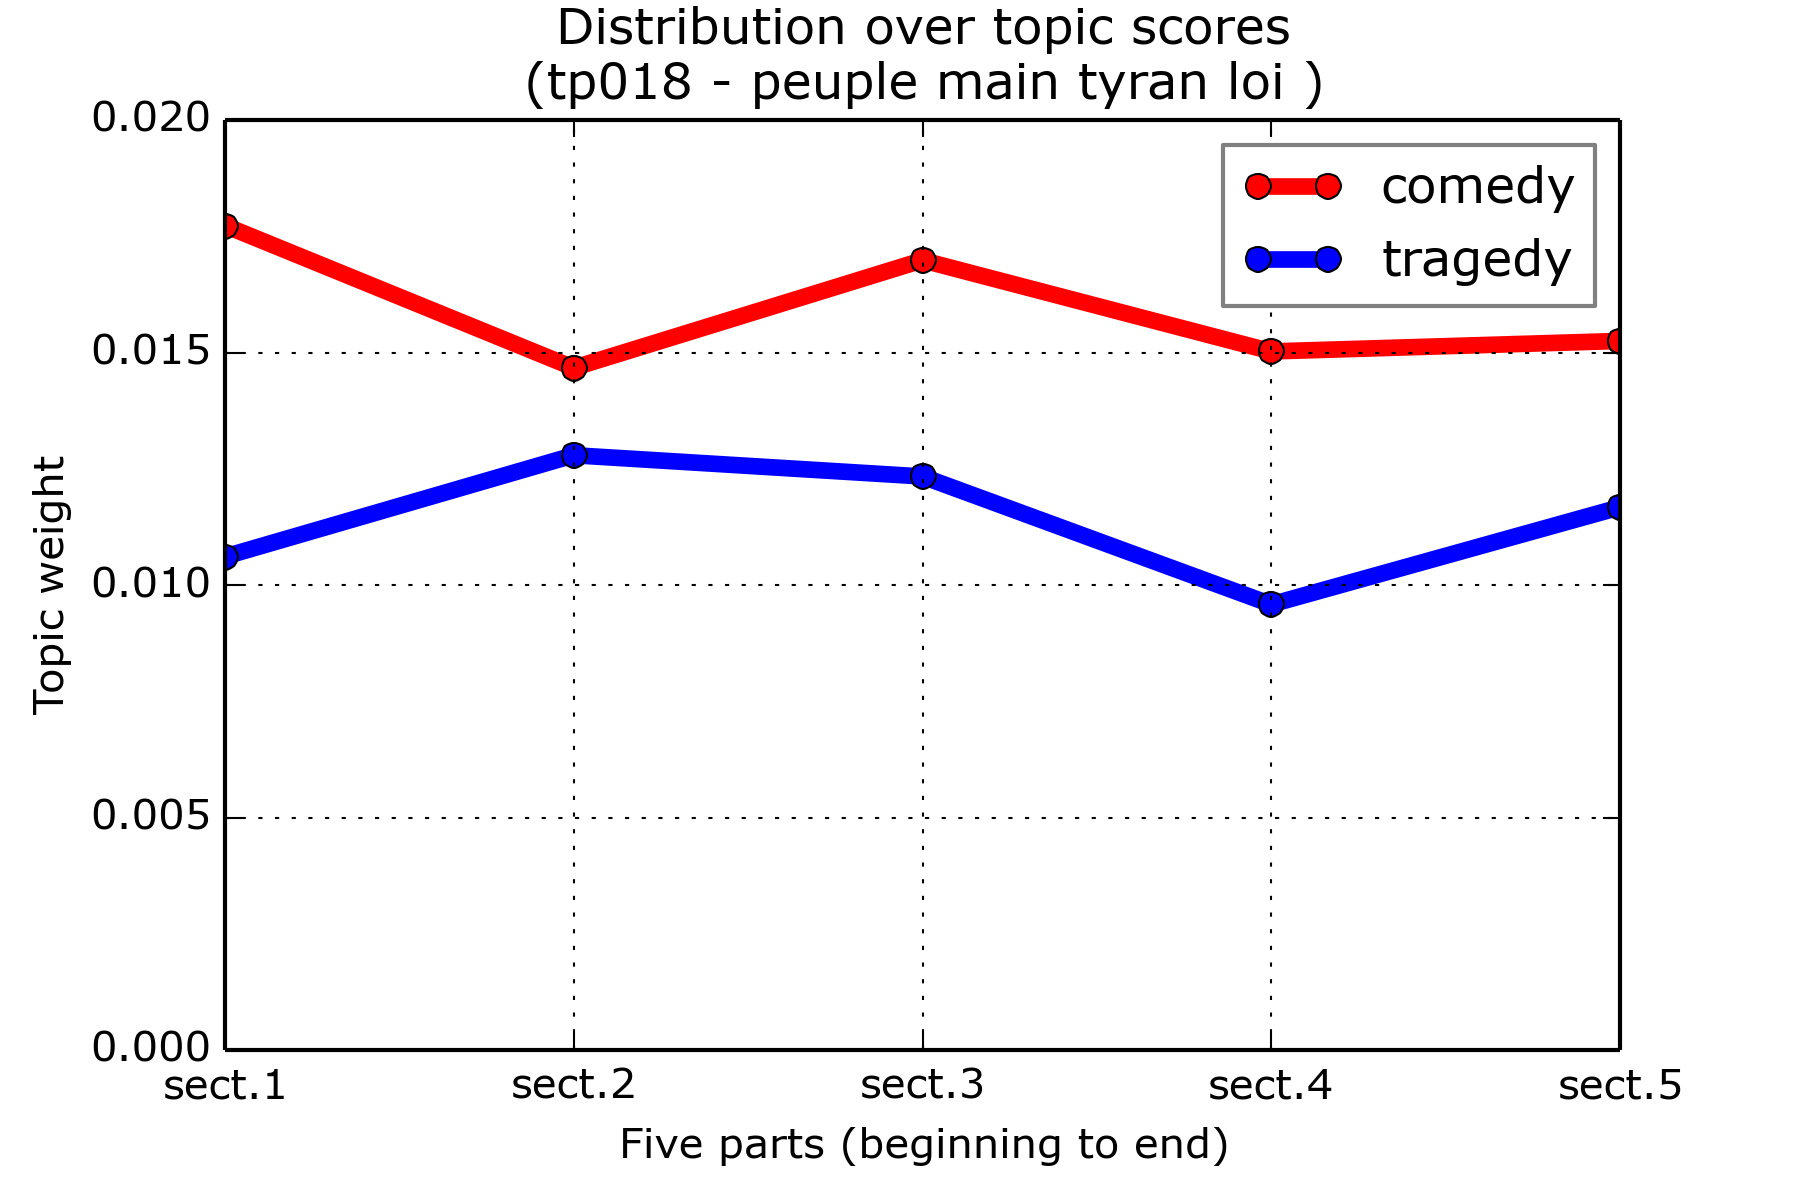 Distribution over topic scores
(tp018 - peuple main tyran loi )
0.020
0.015
0.010
0.005
0.000
Topic weight
comedy
tragedy
sect.1 sect.2 sect.3 sect.4 sect.5
Five parts (beginning to end)